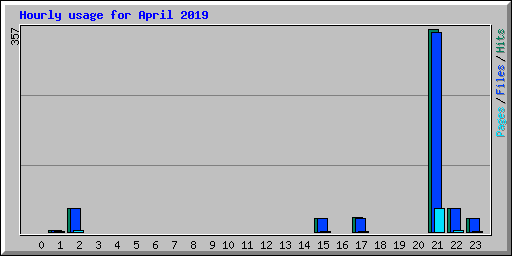 Hourly usage for April 2019
357
Pages/Files/Hits
0 1 2 3 4 5 6 7 8 9 10 11 12 13 14 15 16 17 18 19 20 21 22 23